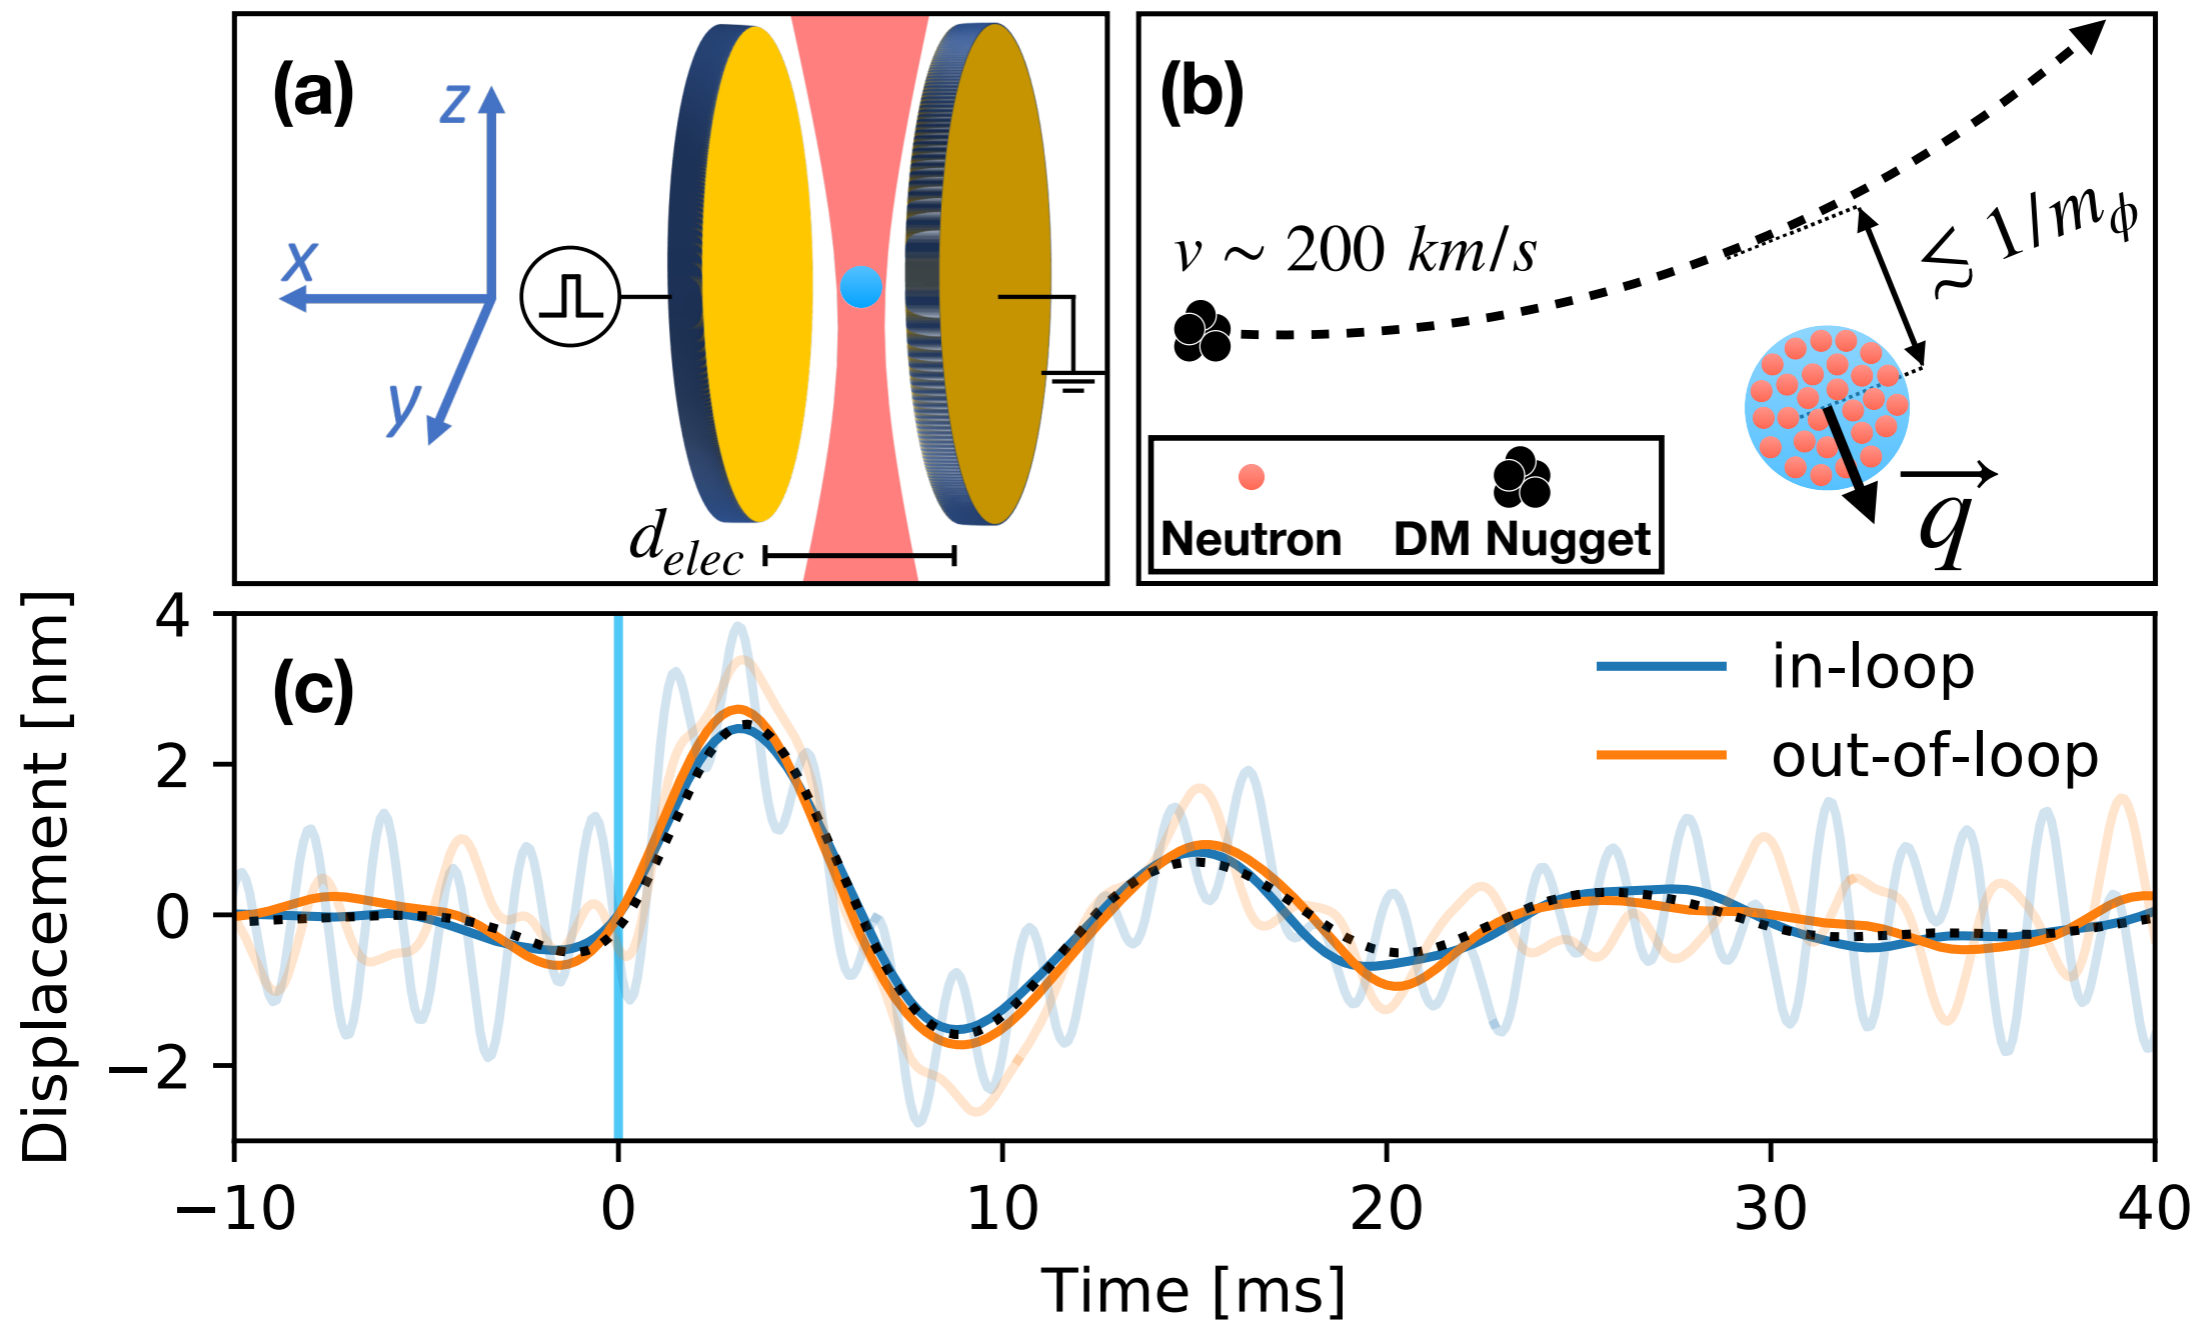 (a)
z
x
y
d_elec
(b)
v ~ 200 km/s
≲ 1/m_ϕ
q⃗
Neutron
DM Nugget
(c)
in-loop
out-of-loop
Displacement [nm]
4
2
0
−2
−10
0
10
20
30
40
Time [ms]